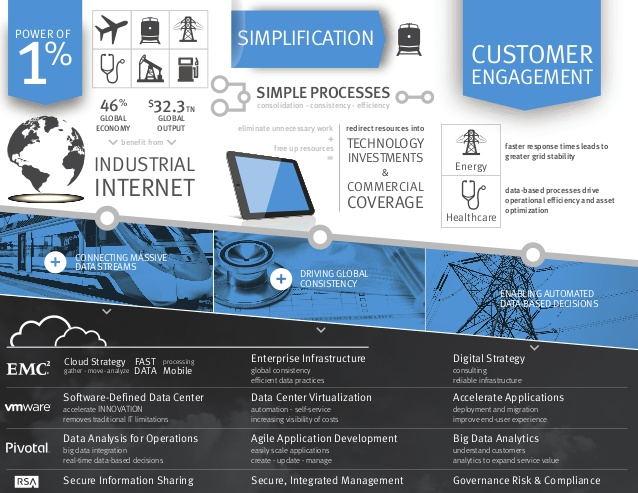 POWER OF
1%
46%
GLOBAL
ECONOMY
$32.3TN
GLOBAL
OUTPUT
benefit from
INDUSTRIAL
INTERNET
SIMPLIFICATION
SIMPLE PROCESSES
consolidation - consistency - efficiency
eliminate unnecessary work
+
free up resources
=
redirect resources into
TECHNOLOGY
INVESTMENTS
&
COMMERCIAL
COVERAGE
CUSTOMER
ENGAGEMENT
Energy
faster response times leads to
greater grid stability
Healthcare
data-based processes drive
operational efficiency and asset
optimization
+
CONNECTING MASSIVE
DATA STREAMS
+
DRIVING GLOBAL
CONSISTENCY
ENABLING AUTOMATED
DATA-BASED DECISIONS
EMC²
Cloud Strategy
gather - move - analyze
FAST
DATA
processing
Mobile
Enterprise Infrastructure
global consistency
efficient data practices
Digital Strategy
consulting
reliable infrastructure
vmware
Software-Defined Data Center
accelerate INNOVATION
removes traditional IT limitations
Data Center Virtualization
automation - self-service
increasing visibility of costs
Accelerate Applications
deployment and migration
improve end-user experience
Pivotal
Data Analysis for Operations
big data integration
real-time data-based decisions
Agile Application Development
easily scale applications
create - update - manage
Big Data Analytics
understand customers
analytics to expand service value
RSA
Secure Information Sharing
Secure, Integrated Management
Governance Risk & Compliance